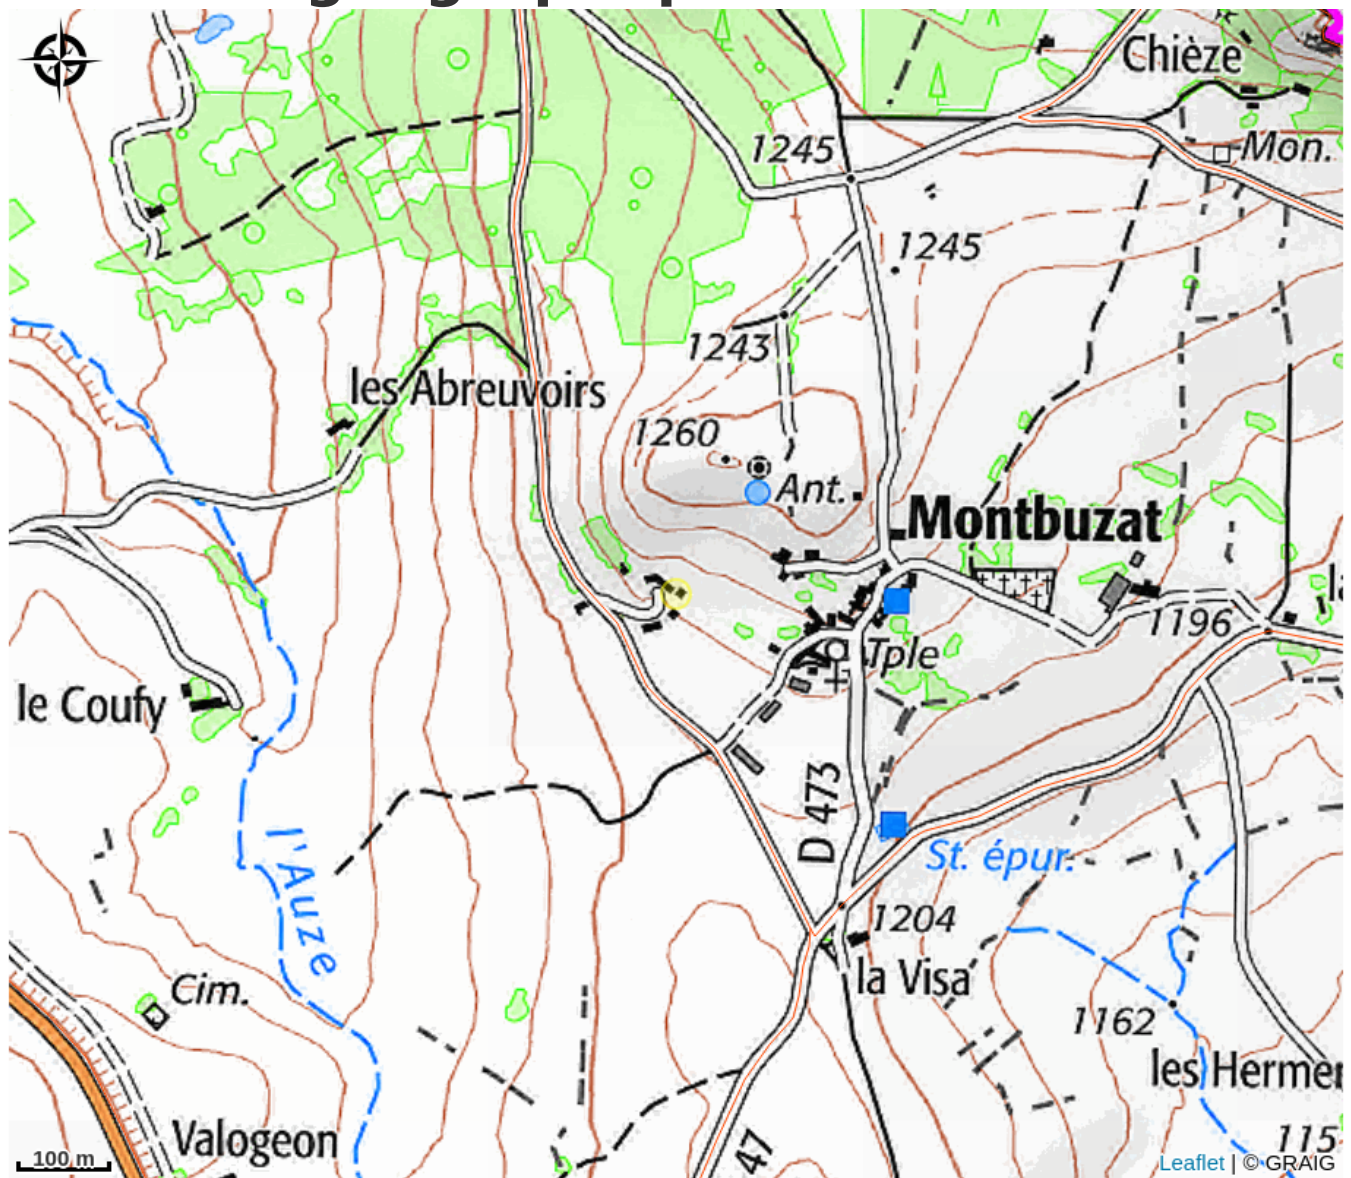 Chièze
1245
Mon.
1245
1243
les Abreuvoirs
1260
Ant.
Montbuzat
1196
Tple
le Coufy
D 473
St. épur.
l'Auze
1204
la Visa
Cim.
1162
les Hermen
Valogeon
47
115
100 m
Leaflet | © GRAIG